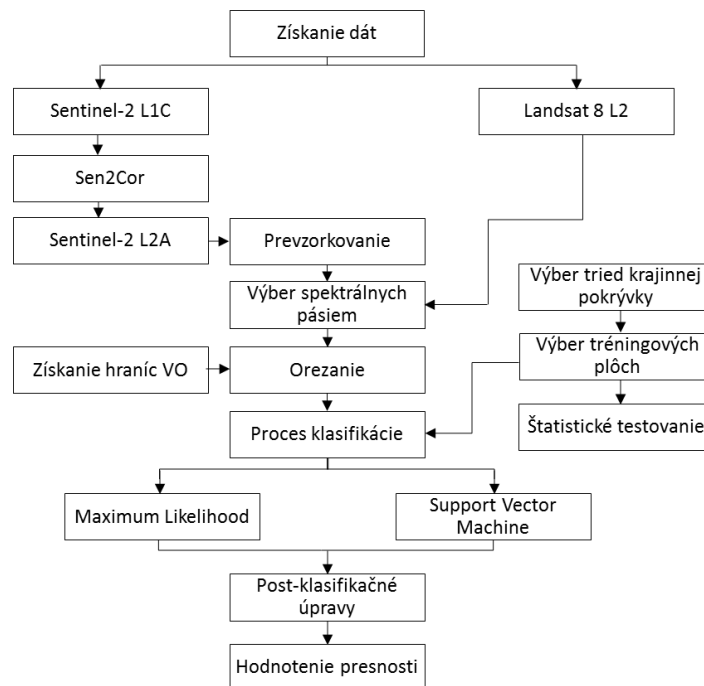 Získanie dát
Sentinel-2 L1C
Landsat 8 L2
Sen2Cor
Sentinel-2 L2A
Prevzorkovanie
Výber spektrálnych
pásiem
Výber tried krajinnej
pokrývky
Výber tréningových
plôch
Získanie hraníc VO
Orezanie
Štatistické testovanie
Proces klasifikácie
Maximum Likelihood
Support Vector
Machine
Post-klasifikačné
úpravy
Hodnotenie presnosti